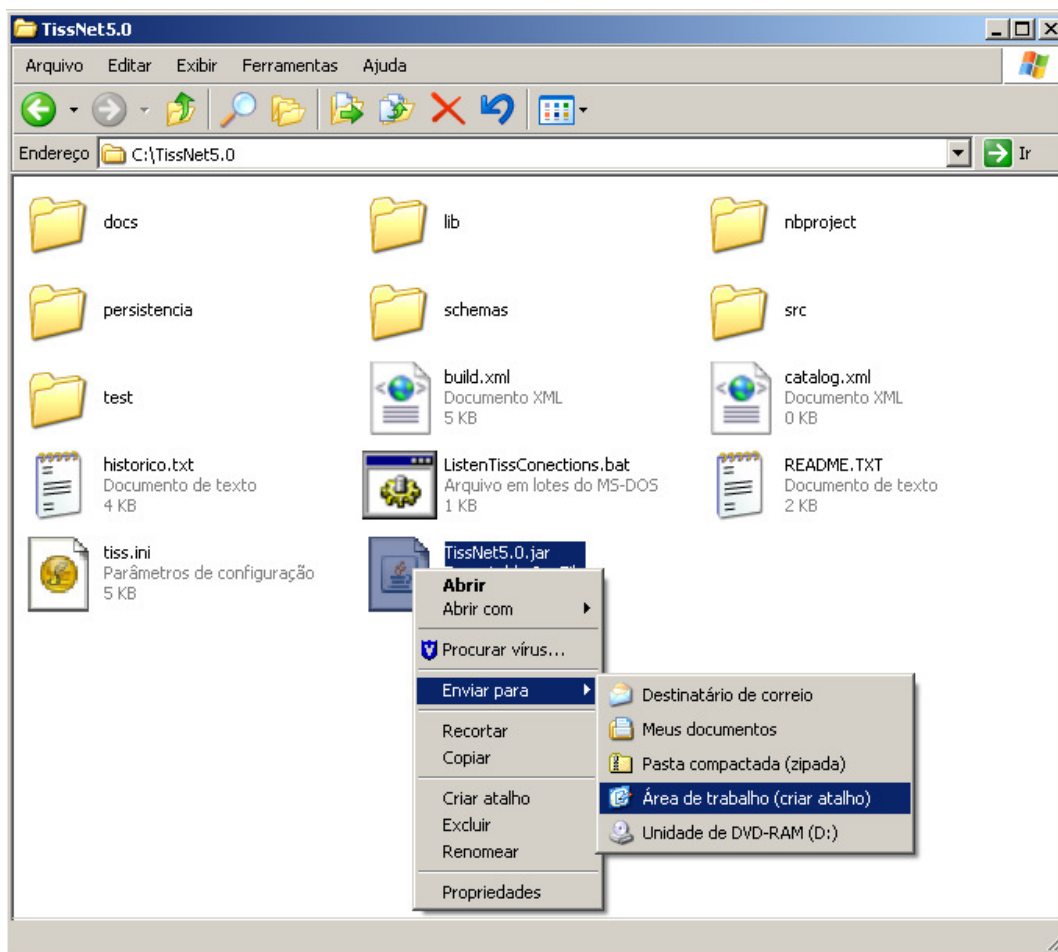 TissNet5.0
Arquivo Editar Exibir Ferramentas Ajuda
Endereço C:\TissNet5.0 Ir
docs
lib
nbproject
persistencia
schemas
src
test
build.xml
Documento XML
5 KB
catalog.xml
Documento XML
0 KB
historico.txt
Documento de texto
4 KB
ListenTissConections.bat
Arquivo em lotes do MS-DOS
1 KB
README.TXT
Documento de texto
2 KB
tiss.ini
Parâmetros de configuração
5 KB
TissNet5.0.jar
Abrir
Abrir com
Procurar vírus...
Enviar para
Recortar
Copiar
Criar atalho
Excluir
Renomear
Propriedades
Destinatário de correio
Meus documentos
Pasta compactada (zipada)
Área de trabalho (criar atalho)
Unidade de DVD-RAM (D:)